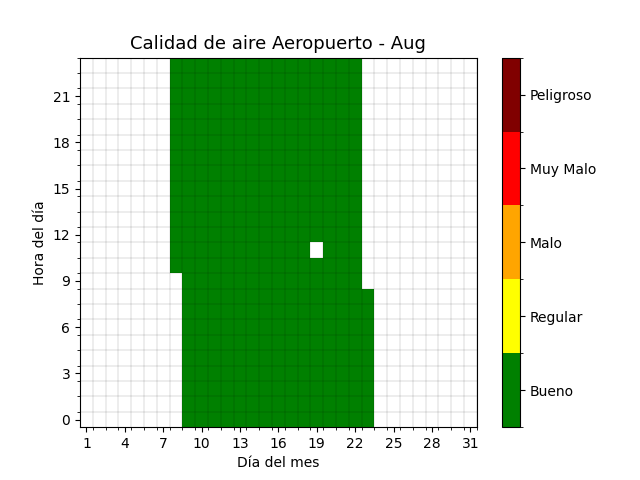 Calidad de aire Aeropuerto - Aug
Peligroso
Muy Malo
Malo
Regular
Bueno
Hora del día
21
18
15
12
9
6
3
0
1 4 7 10 13 16 19 22 25 28 31
Día del mes